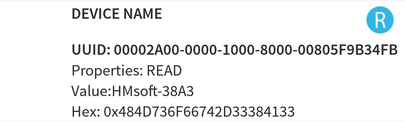 DEVICE NAME
R
UUID: 00002A00-0000-1000-8000-00805F9B34FB
Properties: READ
Value:HMsoft-38A3
Hex: 0x484D736F66742D33384133